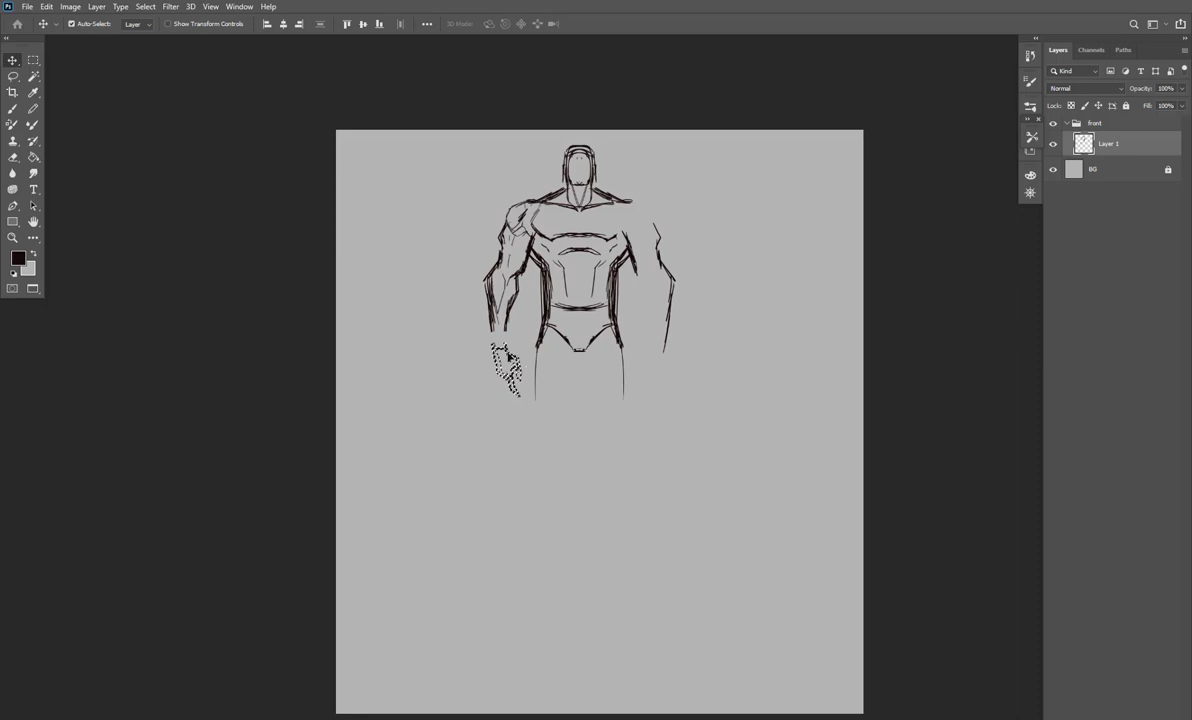 Ps File Edit Image Layer Type Select Filter 3D View Window Help
Auto-Select: Layer Show Transform Controls 3D Mode:
Layers Channels Paths
Kind
Normal Opacity: 100%
Lock: Fill: 100%
front
Layer 1
BG